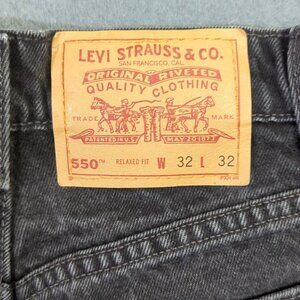 LEVI STRAUSS & CO.
SAN FRANCISCO, CAL.
ORIGINAL RIVETED
QUALITY CLOTHING
TRADE MARK
PATENTED IN U.S. MAY 20 1873
550™ RELAXED FIT W 32 L 32